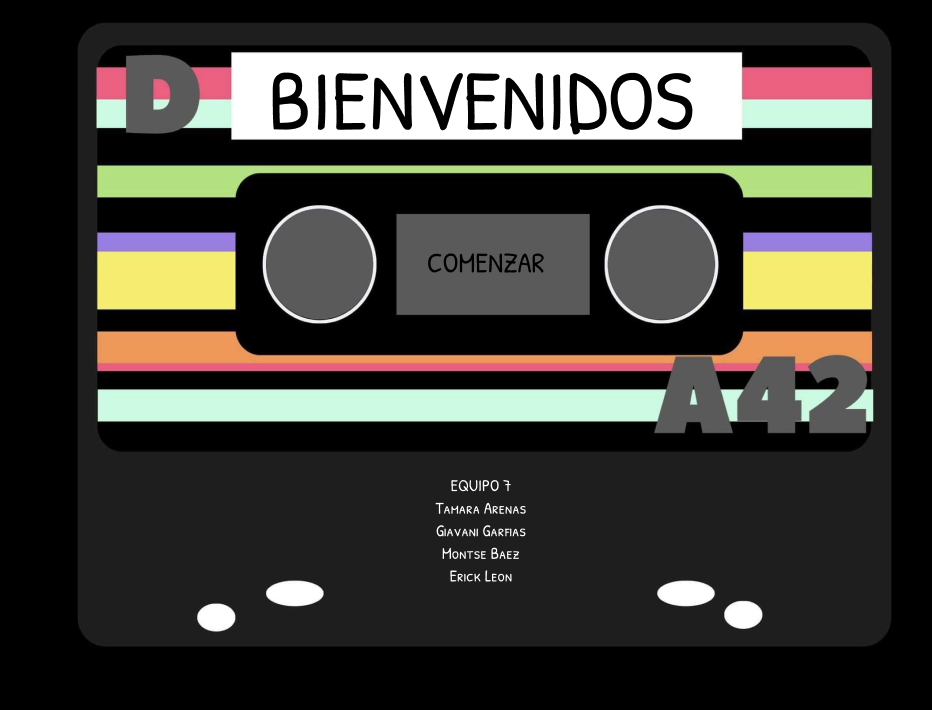 D
BIENVENIDOS
COMENZAR
A42
EQUIPO 7
Tamara Arenas
Giavani Garfias
Montse Baez
Erick Leon